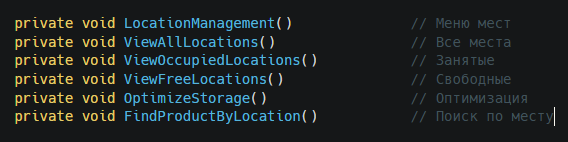 private void LocationManagement() // Меню мест
private void ViewAllLocations() // Все места
private void ViewOccupiedLocations() // Занятые
private void ViewFreeLocations() // Свободные
private void OptimizeStorage() // Оптимизация
private void FindProductByLocation() // Поиск по месту